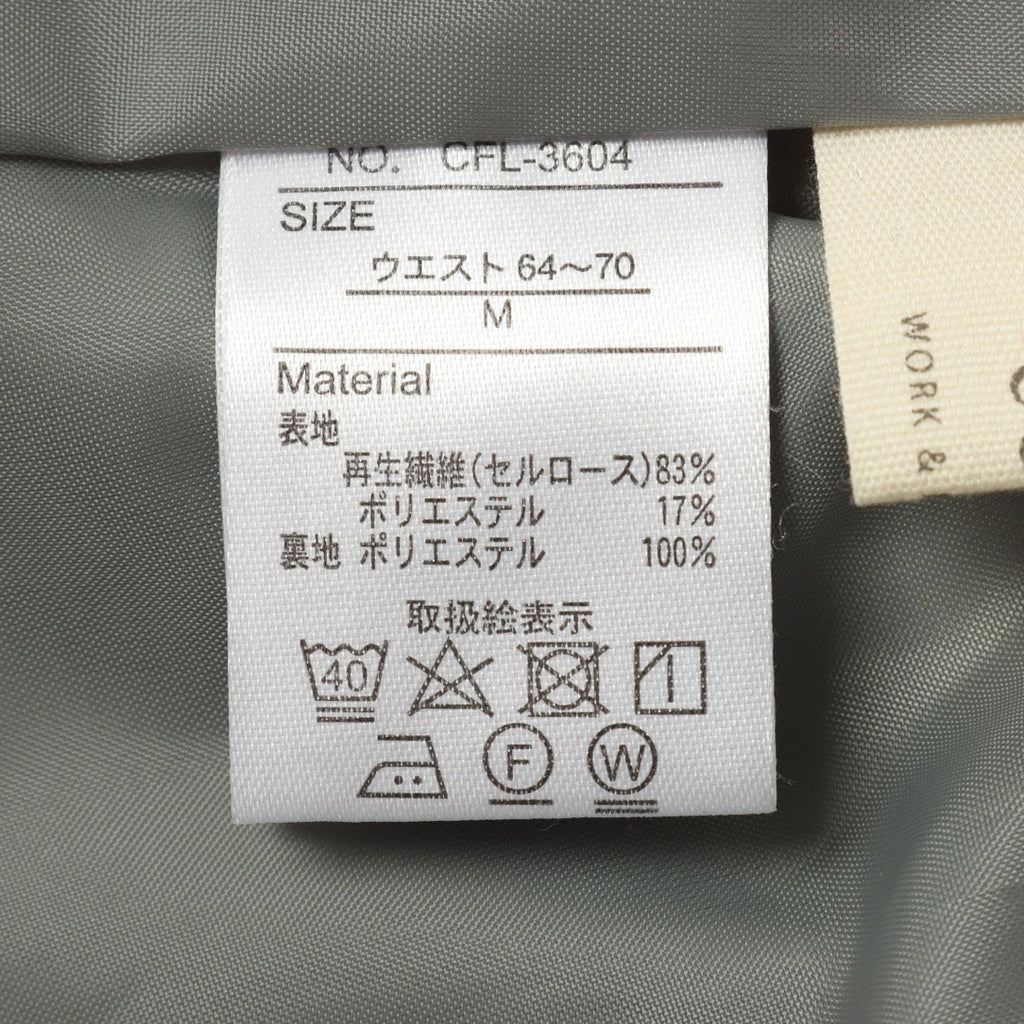 NO. CFL-3604
SIZE
ウエスト 64～70
M
Material
表地
再生繊維(セルロース)83%
ポリエステル 17%
裏地 ポリエステル 100%
取扱絵表示
40
F
W
WORK &